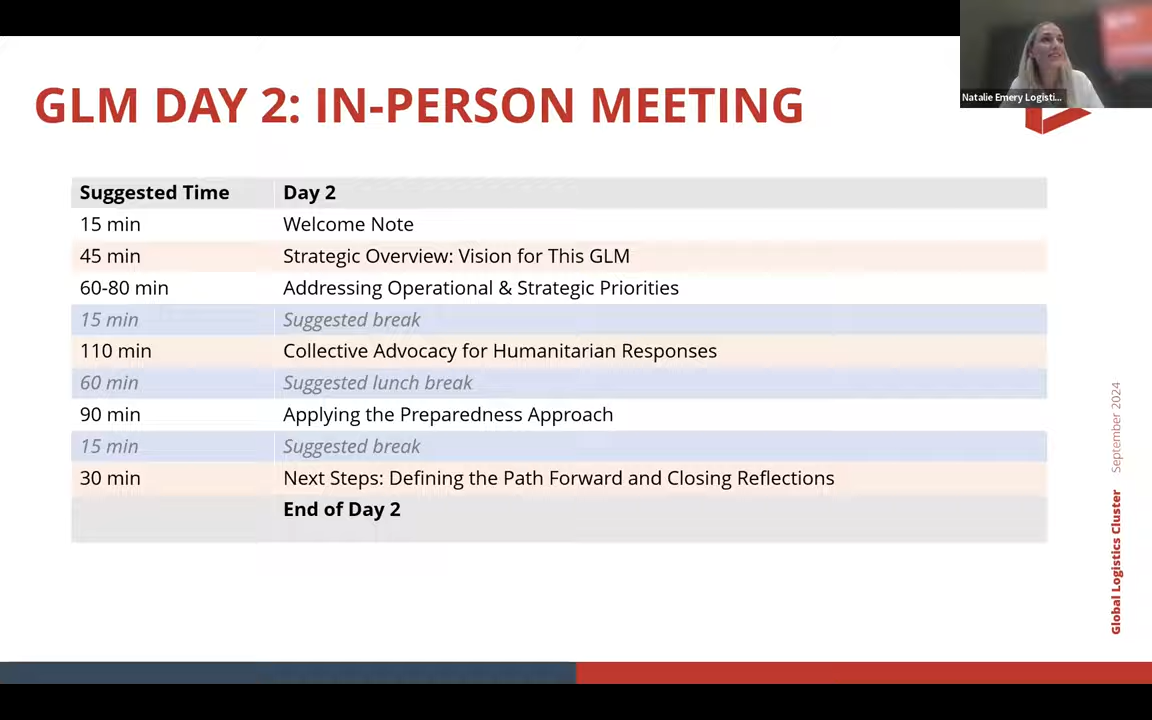 GLM DAY 2: IN-PERSON MEETING
Natalie Emery Logisti...
Suggested Time Day 2
15 min Welcome Note
45 min Strategic Overview: Vision for This GLM
60-80 min Addressing Operational & Strategic Priorities
15 min Suggested break
110 min Collective Advocacy for Humanitarian Responses
60 min Suggested lunch break
90 min Applying the Preparedness Approach
15 min Suggested break
30 min Next Steps: Defining the Path Forward and Closing Reflections
End of Day 2
Global Logistics Cluster September 2024